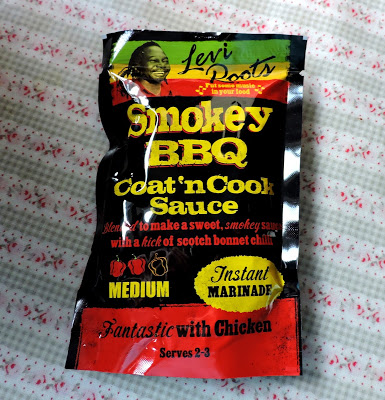 Levi
Roots
Put some music
in your food
Smokey
BBQ
Coat 'n Cook
Sauce
Blended to make a sweet, smokey sauce
with a kick of scotch bonnet chilli
MEDIUM
Instant
MARINADE
Fantastic with Chicken
Serves 2-3